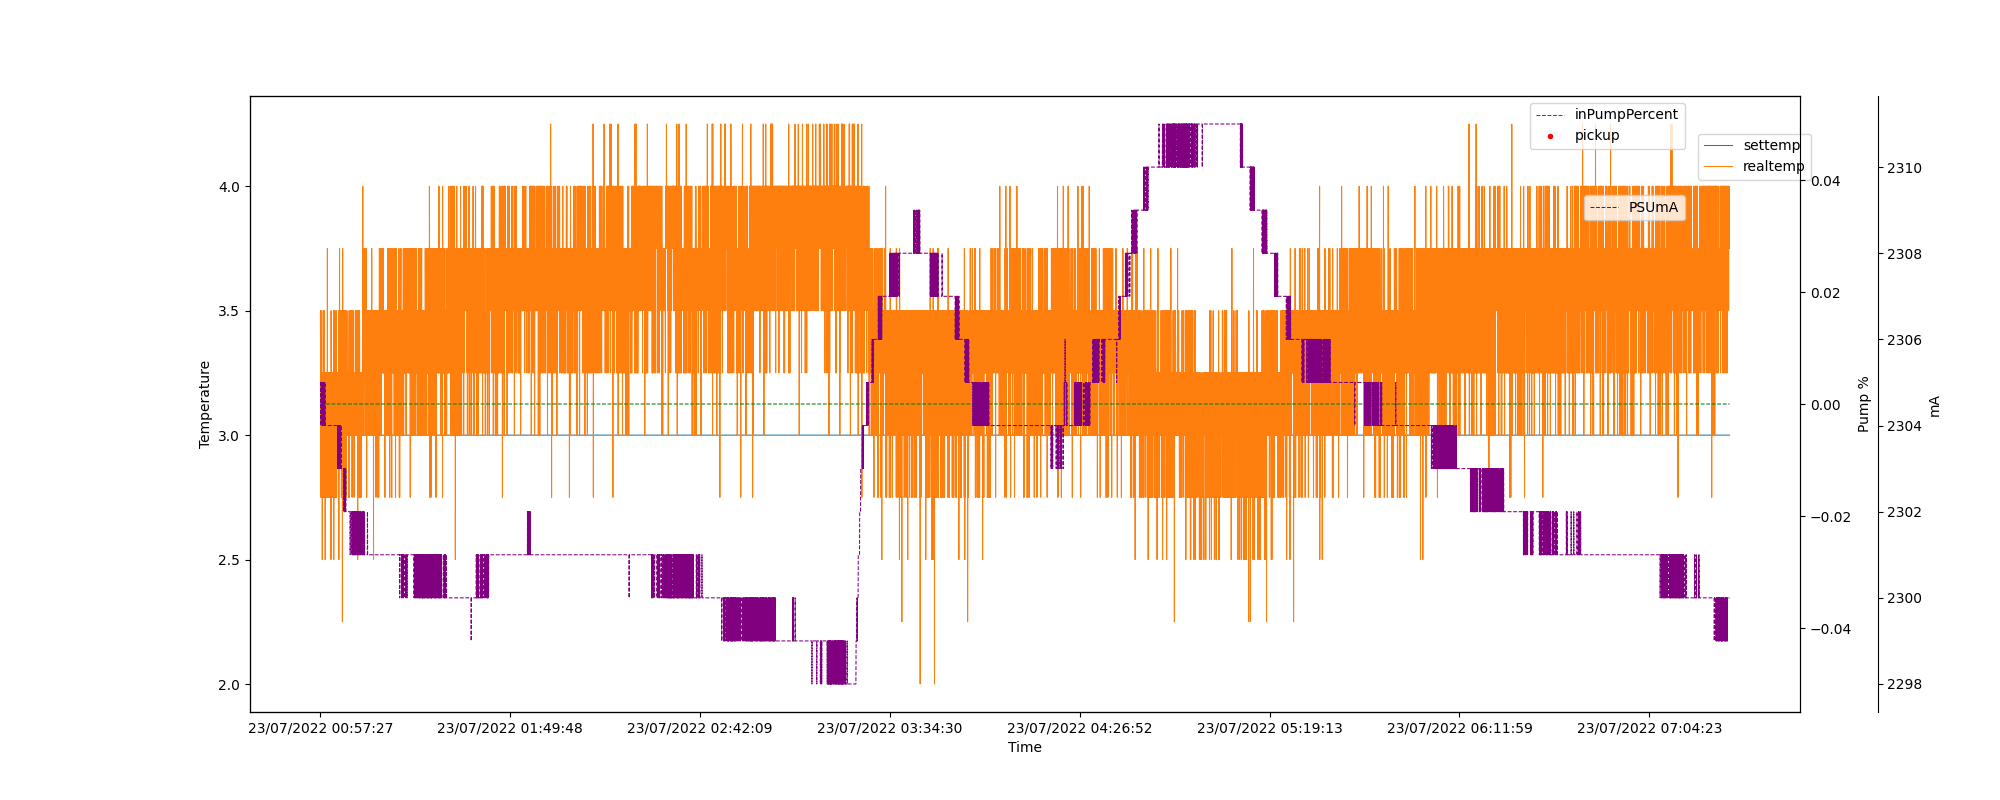 inPumpPercent
pickup
settemp
realtemp
PSUmA
Temperature
4.0
3.5
3.0
2.5
2.0
0.04
0.02
0.00
−0.02
−0.04
Pump %
2310
2308
2306
2304
2302
2300
2298
mA
23/07/2022 00:57:27
23/07/2022 01:49:48
23/07/2022 02:42:09
23/07/2022 03:34:30
23/07/2022 04:26:52
23/07/2022 05:19:13
23/07/2022 06:11:59
23/07/2022 07:04:23
Time